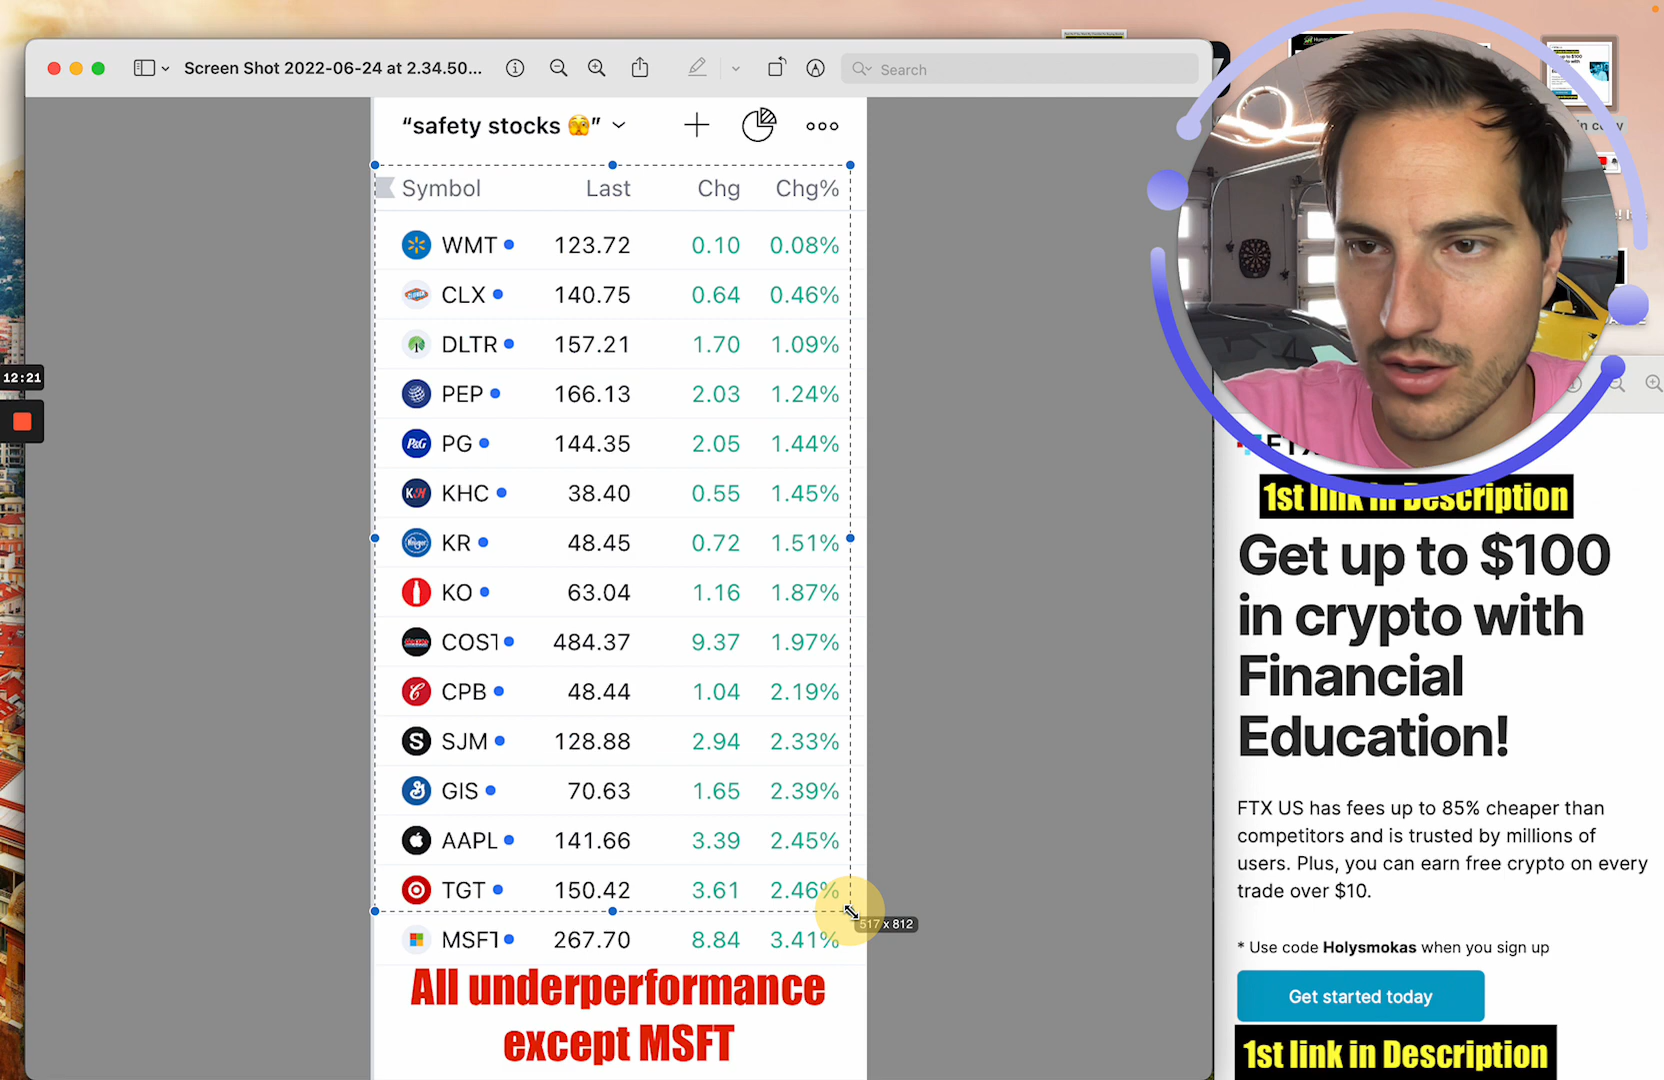 Screen Shot 2022-06-24 at 2.34.50...
Search
“safety stocks 🫣”
Symbol Last Chg Chg%
WMT 123.72 0.10 0.08%
CLX 140.75 0.64 0.46%
DLTR 157.21 1.70 1.09%
PEP 166.13 2.03 1.24%
P&G PG 144.35 2.05 1.44%
KH KHC 38.40 0.55 1.45%
KR 48.45 0.72 1.51%
KO 63.04 1.16 1.87%
COST 484.37 9.37 1.97%
CPB 48.44 1.04 2.19%
S SJM 128.88 2.94 2.33%
GIS 70.63 1.65 2.39%
AAPL 141.66 3.39 2.45%
TGT 150.42 3.61 2.46%
517 x 812
MSFT 267.70 8.84 3.41%
All underperformance
except MSFT
12:21
FTX
1st link in Description
Get up to $100
in crypto with
Financial
Education!
FTX US has fees up to 85% cheaper than
competitors and is trusted by millions of
users. Plus, you can earn free crypto on every
trade over $10.
* Use code Holysmokas when you sign up
Get started today
1st link in Description